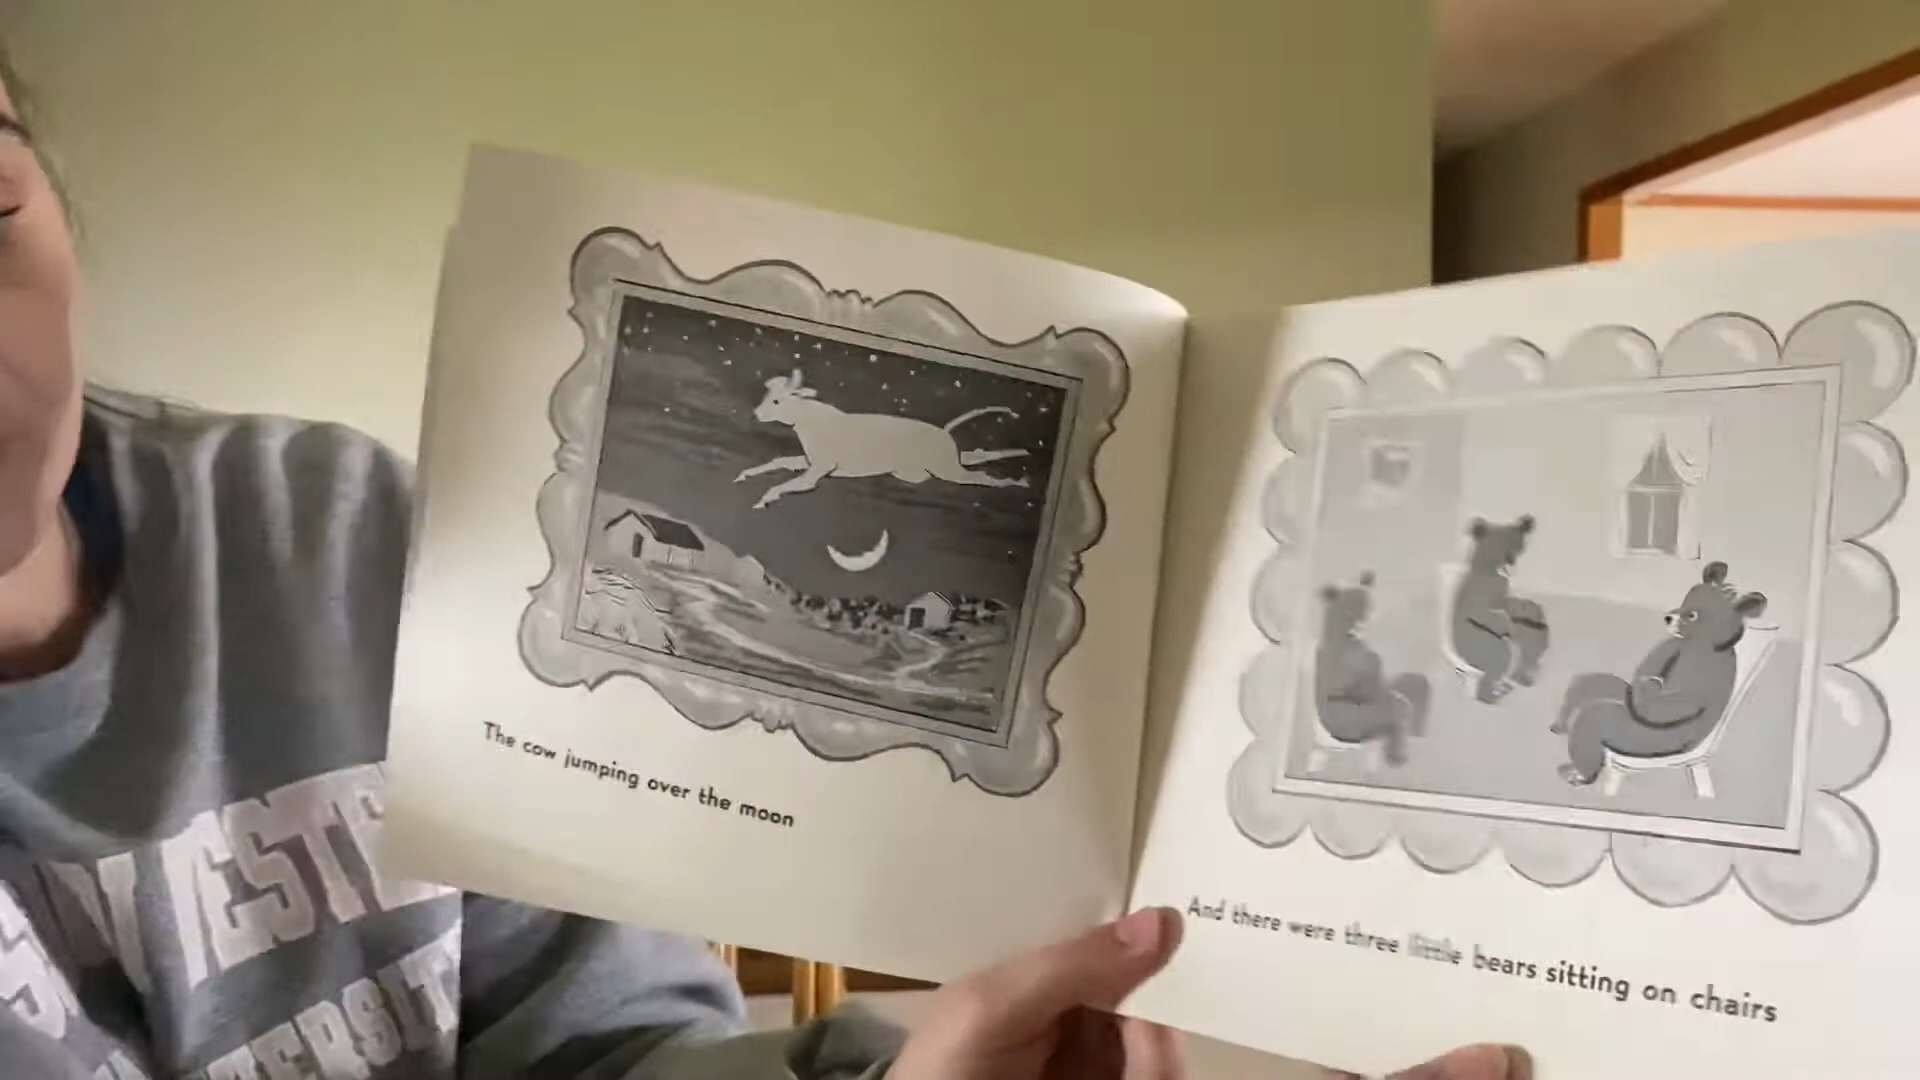 The cow jumping over the moon
And there were three little bears sitting on chairs